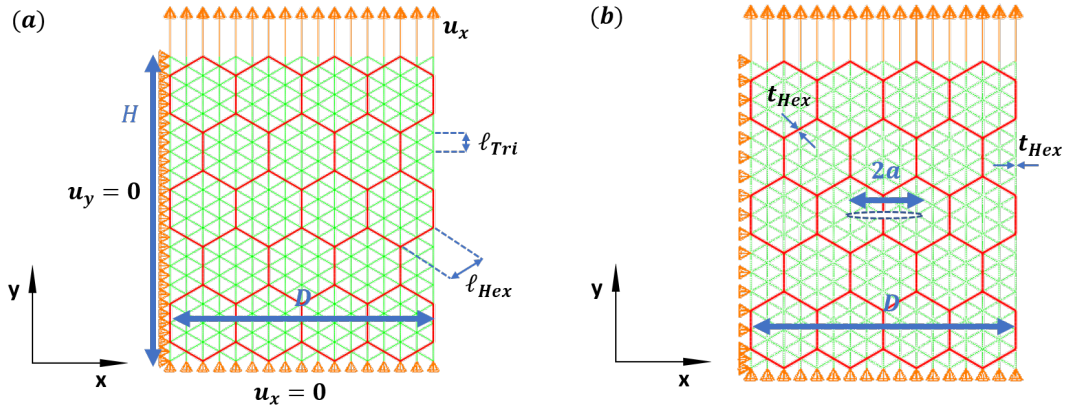 (a)
u_x
H
ℓ_Tri
u_y = 0
ℓ_Hex
D
y
x
u_x = 0
(b)
t_Hex
t_Hex
2a
D
y
x